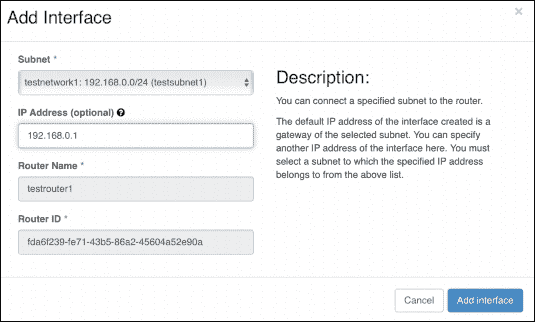 Add Interface
×
Subnet *
testnetwork1: 192.168.0.0/24 (testsubnet1)
IP Address (optional)
192.168.0.1
Router Name *
testrouter1
Router ID *
fda6f239-fe71-43b5-86a2-45604a52e90a
Description:
You can connect a specified subnet to the router.
The default IP address of the interface created is a
gateway of the selected subnet. You can specify
another IP address of the interface here. You must
select a subnet to which the specified IP address
belongs to from the above list.
Cancel
Add interface